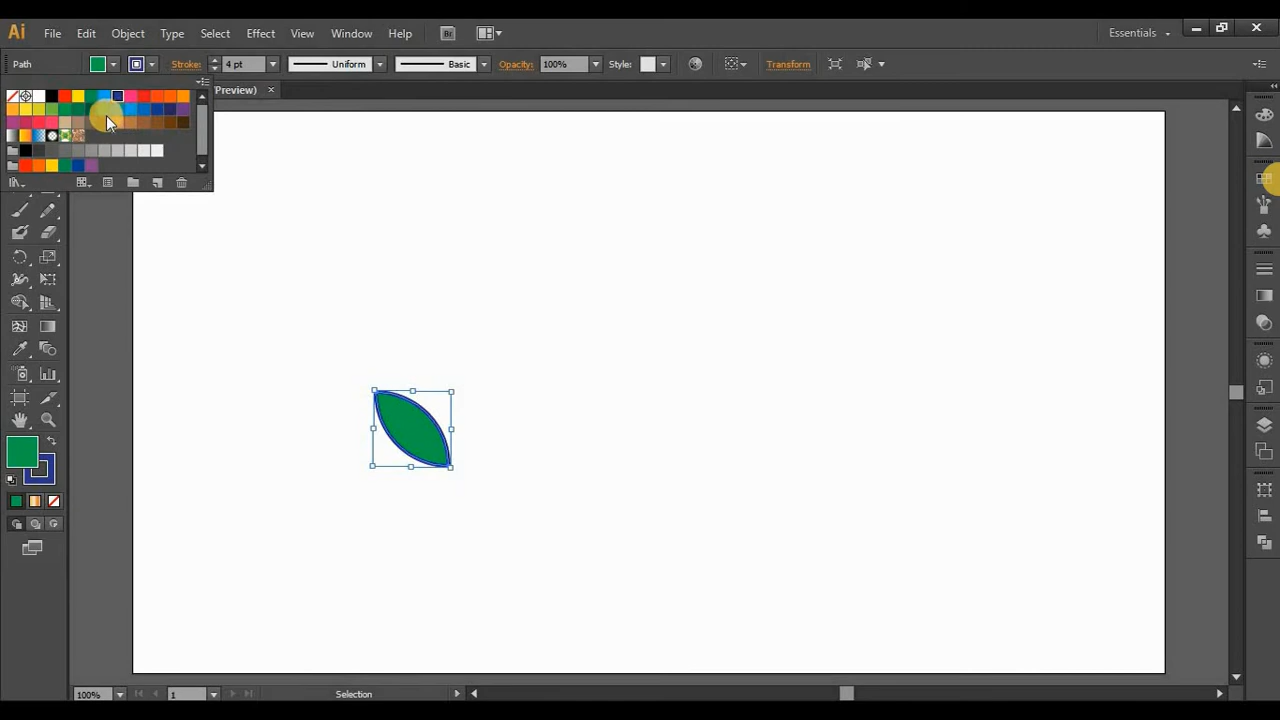 Ai File Edit Object Type Select Effect View Window Help Br Essentials
Path Stroke: 4 pt Uniform Basic Opacity: 100% Style: Transform
Preview)
100% 1 Selection